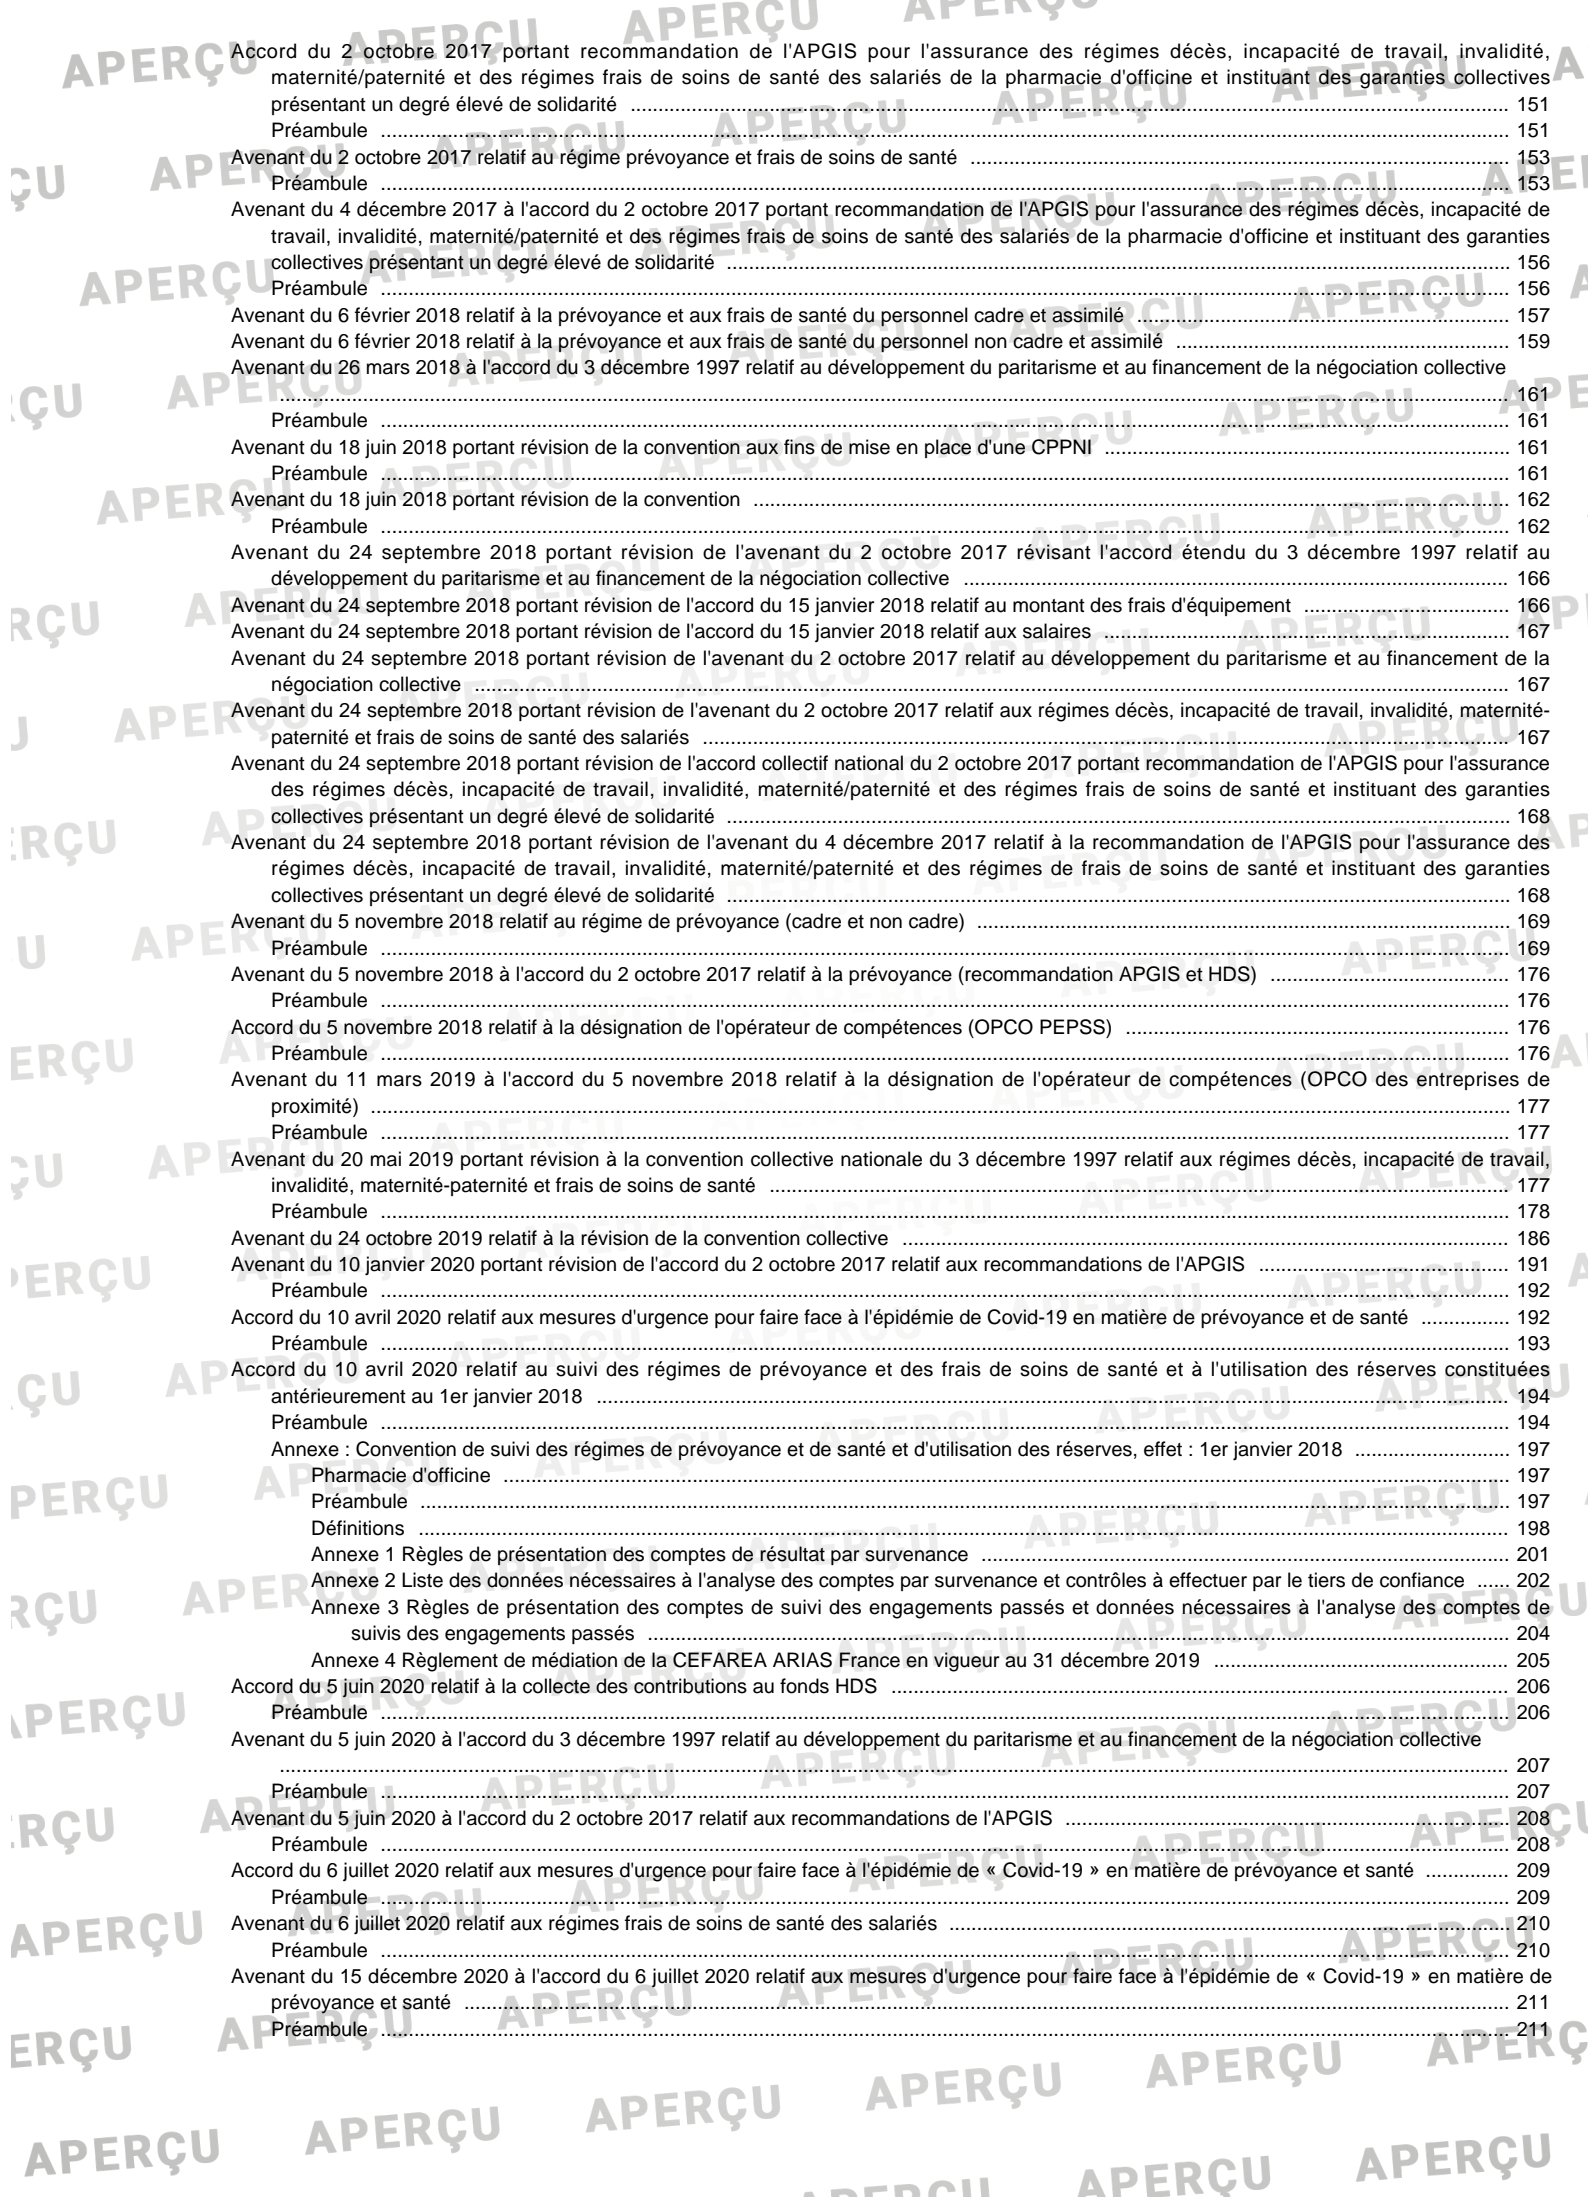 Accord du 2 octobre 2017 portant recommandation de l'APGIS pour l'assurance des régimes décès, incapacité de travail, invalidité,
maternité/paternité et des régimes frais de soins de santé des salariés de la pharmacie d'officine et instituant des garanties collectives
présentant un degré élevé de solidarité ........ 151
Préambule ........ 151
Avenant du 2 octobre 2017 relatif au régime prévoyance et frais de soins de santé ........ 153
Préambule ........ 153
Avenant du 4 décembre 2017 à l'accord du 2 octobre 2017 portant recommandation de l'APGIS pour l'assurance des régimes décès, incapacité de
travail, invalidité, maternité/paternité et des régimes frais de soins de santé des salariés de la pharmacie d'officine et instituant des garanties
collectives présentant un degré élevé de solidarité ........ 156
Préambule ........ 156
Avenant du 6 février 2018 relatif à la prévoyance et aux frais de santé du personnel cadre et assimilé ........ 157
Avenant du 6 février 2018 relatif à la prévoyance et aux frais de santé du personnel non cadre et assimilé ........ 159
Avenant du 26 mars 2018 à l'accord du 3 décembre 1997 relatif au développement du paritarisme et au financement de la négociation collective
........ 161
Préambule ........ 161
Avenant du 18 juin 2018 portant révision de la convention aux fins de mise en place d'une CPPNI ........ 161
Préambule ........ 161
Avenant du 18 juin 2018 portant révision de la convention ........ 162
Préambule ........ 162
Avenant du 24 septembre 2018 portant révision de l'avenant du 2 octobre 2017 révisant l'accord étendu du 3 décembre 1997 relatif au
développement du paritarisme et au financement de la négociation collective ........ 166
Avenant du 24 septembre 2018 portant révision de l'accord du 15 janvier 2018 relatif au montant des frais d'équipement ........ 166
Avenant du 24 septembre 2018 portant révision de l'accord du 15 janvier 2018 relatif aux salaires ........ 167
Avenant du 24 septembre 2018 portant révision de l'avenant du 2 octobre 2017 relatif au développement du paritarisme et au financement de la
négociation collective ........ 167
Avenant du 24 septembre 2018 portant révision de l'avenant du 2 octobre 2017 relatif aux régimes décès, incapacité de travail, invalidité, maternité-
paternité et frais de soins de santé des salariés ........ 167
Avenant du 24 septembre 2018 portant révision de l'accord collectif national du 2 octobre 2017 portant recommandation de l'APGIS pour l'assurance
des régimes décès, incapacité de travail, invalidité, maternité/paternité et des régimes frais de soins de santé et instituant des garanties
collectives présentant un degré élevé de solidarité ........ 168
Avenant du 24 septembre 2018 portant révision de l'avenant du 4 décembre 2017 relatif à la recommandation de l'APGIS pour l'assurance des
régimes décès, incapacité de travail, invalidité, maternité/paternité et des régimes de frais de soins de santé et instituant des garanties
collectives présentant un degré élevé de solidarité ........ 168
Avenant du 5 novembre 2018 relatif au régime de prévoyance (cadre et non cadre) ........ 169
Préambule ........ 169
Avenant du 5 novembre 2018 à l'accord du 2 octobre 2017 relatif à la prévoyance (recommandation APGIS et HDS) ........ 176
Préambule ........ 176
Accord du 5 novembre 2018 relatif à la désignation de l'opérateur de compétences (OPCO PEPSS) ........ 176
Préambule ........ 176
Avenant du 11 mars 2019 à l'accord du 5 novembre 2018 relatif à la désignation de l'opérateur de compétences (OPCO des entreprises de
proximité) ........ 177
Préambule ........ 177
Avenant du 20 mai 2019 portant révision à la convention collective nationale du 3 décembre 1997 relatif aux régimes décès, incapacité de travail,
invalidité, maternité-paternité et frais de soins de santé ........ 177
Préambule ........ 178
Avenant du 24 octobre 2019 relatif à la révision de la convention collective ........ 186
Avenant du 10 janvier 2020 portant révision de l'accord du 2 octobre 2017 relatif aux recommandations de l'APGIS ........ 191
Préambule ........ 192
Accord du 10 avril 2020 relatif aux mesures d'urgence pour faire face à l'épidémie de Covid-19 en matière de prévoyance et de santé ........ 192
Préambule ........ 193
Accord du 10 avril 2020 relatif au suivi des régimes de prévoyance et des frais de soins de santé et à l'utilisation des réserves constituées
antérieurement au 1er janvier 2018 ........ 194
Préambule ........ 194
Annexe : Convention de suivi des régimes de prévoyance et de santé et d'utilisation des réserves, effet : 1er janvier 2018 ........ 197
Pharmacie d'officine ........ 197
Préambule ........ 197
Définitions ........ 198
Annexe 1 Règles de présentation des comptes de résultat par survenance ........ 201
Annexe 2 Liste des données nécessaires à l'analyse des comptes par survenance et contrôles à effectuer par le tiers de confiance ...... 202
Annexe 3 Règles de présentation des comptes de suivi des engagements passés et données nécessaires à l'analyse des comptes de
suivis des engagements passés ........ 204
Annexe 4 Règlement de médiation de la CEFAREA ARIAS France en vigueur au 31 décembre 2019 ........ 205
Accord du 5 juin 2020 relatif à la collecte des contributions au fonds HDS ........ 206
Préambule ........ 206
Avenant du 5 juin 2020 à l'accord du 3 décembre 1997 relatif au développement du paritarisme et au financement de la négociation collective
........ 207
Préambule ........ 207
Avenant du 5 juin 2020 à l'accord du 2 octobre 2017 relatif aux recommandations de l'APGIS ........ 208
Préambule ........ 208
Accord du 6 juillet 2020 relatif aux mesures d'urgence pour faire face à l'épidémie de « Covid-19 » en matière de prévoyance et santé ........ 209
Préambule ........ 209
Avenant du 6 juillet 2020 relatif aux régimes frais de soins de santé des salariés ........ 210
Préambule ........ 210
Avenant du 15 décembre 2020 à l'accord du 6 juillet 2020 relatif aux mesures d'urgence pour faire face à l'épidémie de « Covid-19 » en matière de
prévoyance et santé ........ 211
Préambule ........ 211
APERÇU